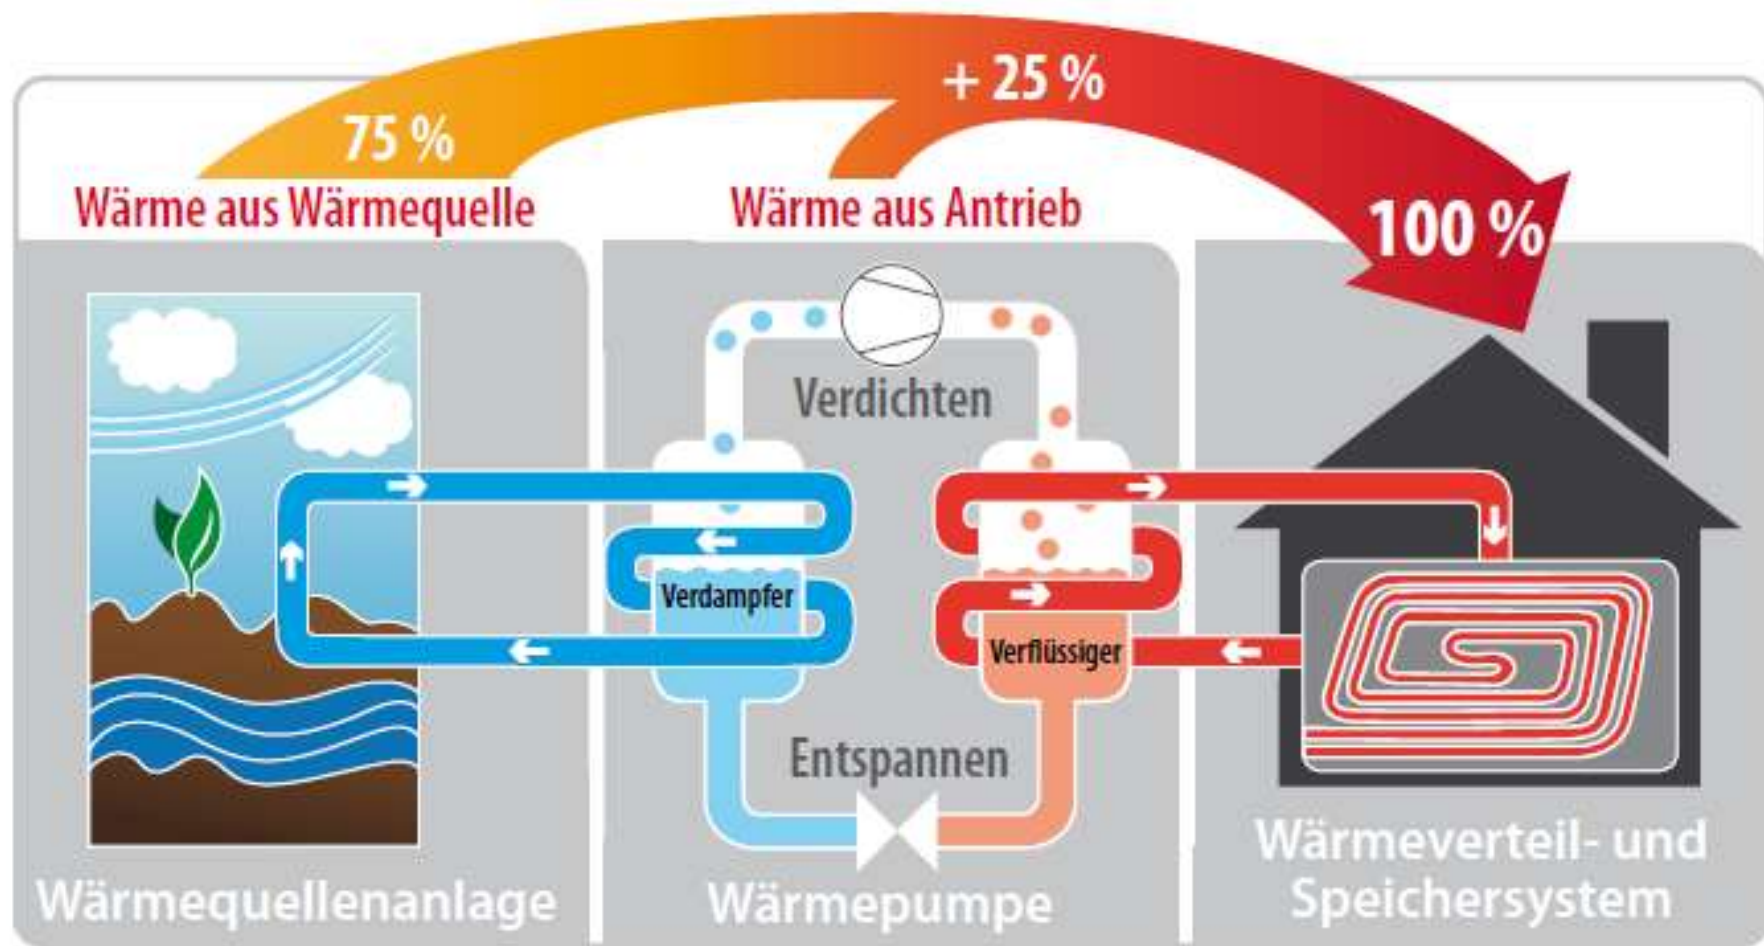 75 %
+ 25 %
100 %
Wärme aus Wärmequelle
Wärme aus Antrieb
Verdichten
Verdampfer
Verflüssiger
Entspannen
Wärmequellenanlage
Wärmepumpe
Wärmeverteil- und
Speichersystem